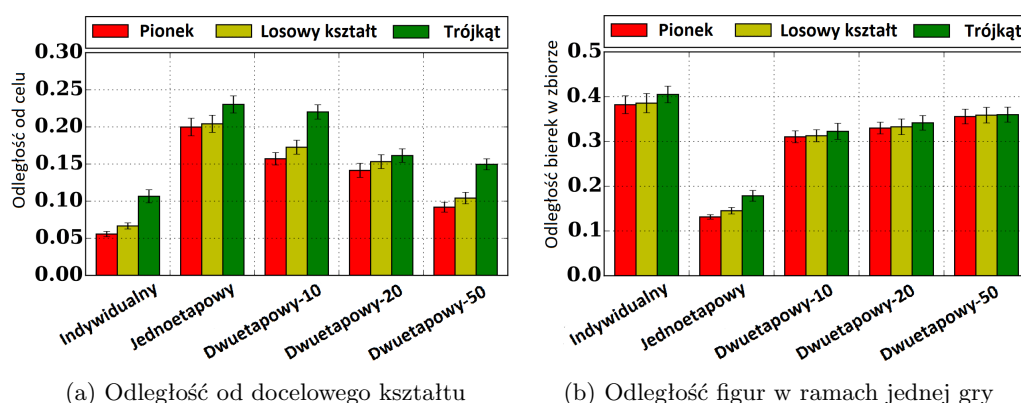 Pionek Losowy kształt Trójkąt
Odległość od celu
0.30
0.25
0.20
0.15
0.10
0.05
0.00
Indywidualny
Jednoetapowy
Dwuetapowy-10
Dwuetapowy-20
Dwuetapowy-50
(a) Odległość od docelowego kształtu
Pionek Losowy kształt Trójkąt
Odległość bierek w zbiorze
0.5
0.4
0.3
0.2
0.1
0.0
Indywidualny
Jednoetapowy
Dwuetapowy-10
Dwuetapowy-20
Dwuetapowy-50
(b) Odległość figur w ramach jednej gry